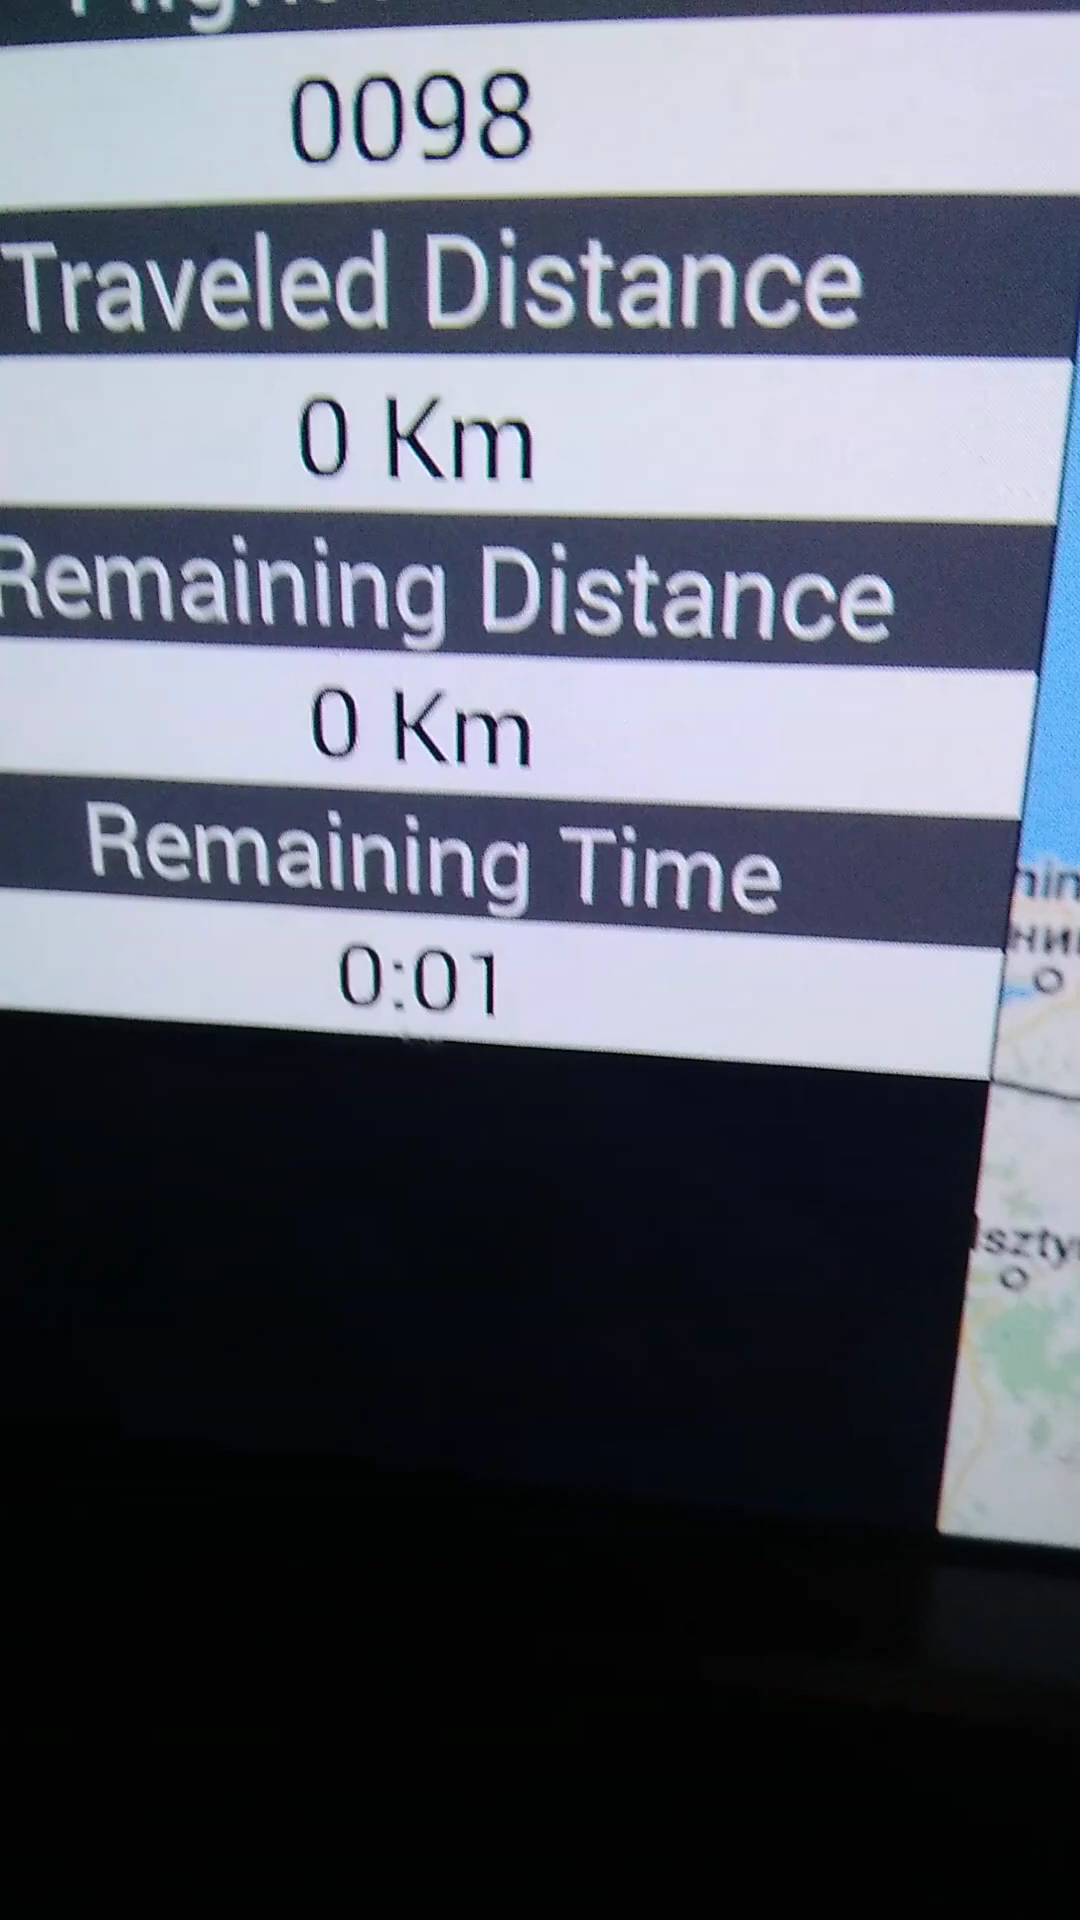 0098
Traveled Distance
0 Km
Remaining Distance
0 Km
Remaining Time
0:01